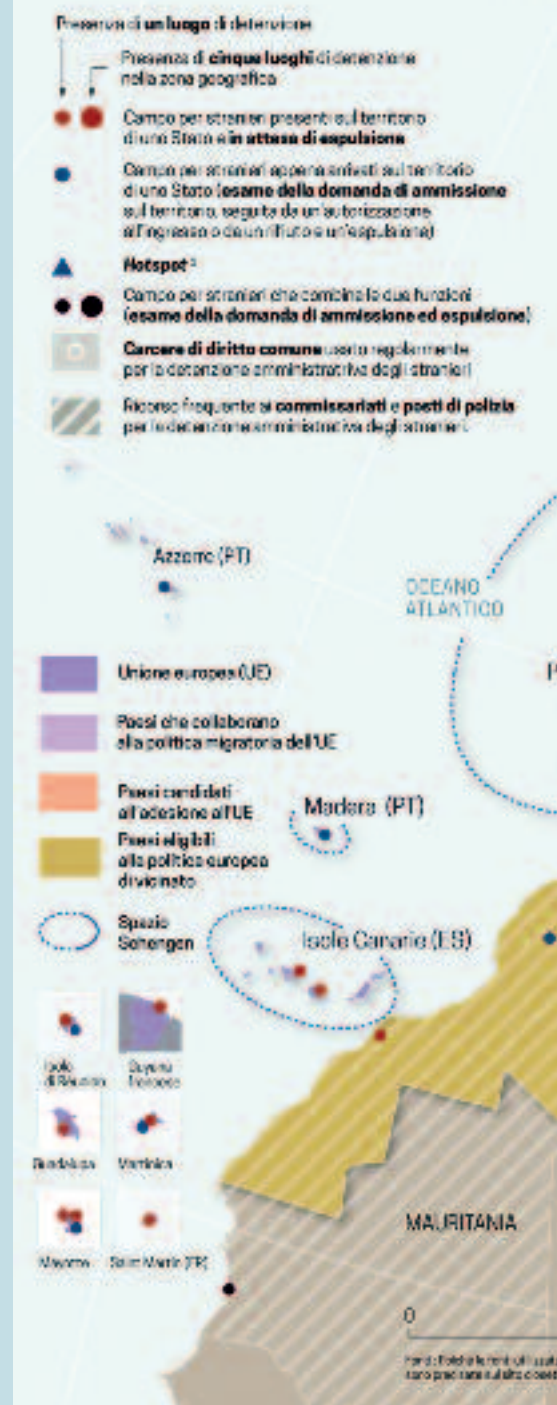 Presenza di un luogo di detenzione
Presenza di cinque luoghi di detenzione
nella zona geografica
Campo per stranieri presenti sul territorio
di uno Stato e in attesa di espulsione
Campo per stranieri appena arrivati sul territorio
di uno Stato (esame della domanda di ammissione
sul territorio, seguita da un'autorizzazione
all'ingresso o da un rifiuto e un'espulsione)
Hotspot
Campo per stranieri che combina le due funzioni
(esame della domanda di ammissione ed espulsione)
Carcere di diritto comune usato regolarmente
per la detenzione amministrativa degli stranieri
Ricorso frequente ai commissariati e posti di polizia
per la detenzione amministrativa degli stranieri.
Azzorre (PT)
OCEANO
ATLANTICO
P
Unione europea (UE)
Paesi che collaborano
alla politica migratoria dell'UE
Paesi candidati
all'adesione all'UE
Madera (PT)
Paesi eligibili
alla politica europea
di vicinato
Spazio
Schengen
Isole Canarie (ES)
Isola
di Réunion
Guyana
francese
Guadalupa
Martinica
Mayotte
Saint Martin (FR)
MAURITANIA
0
sono precisate sul sito